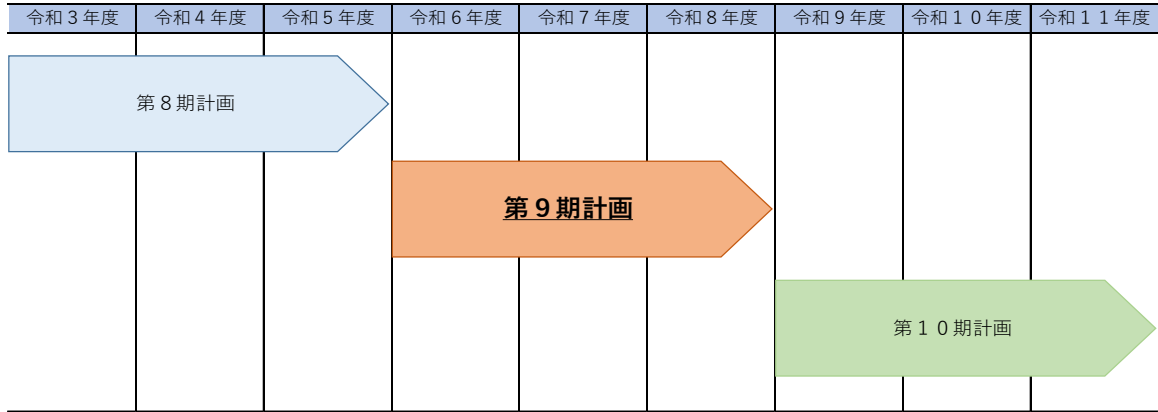 令和３年度 令和４年度 令和５年度 令和６年度 令和７年度 令和８年度 令和９年度 令和１０年度 令和１１年度
第８期計画
第９期計画
第１０期計画